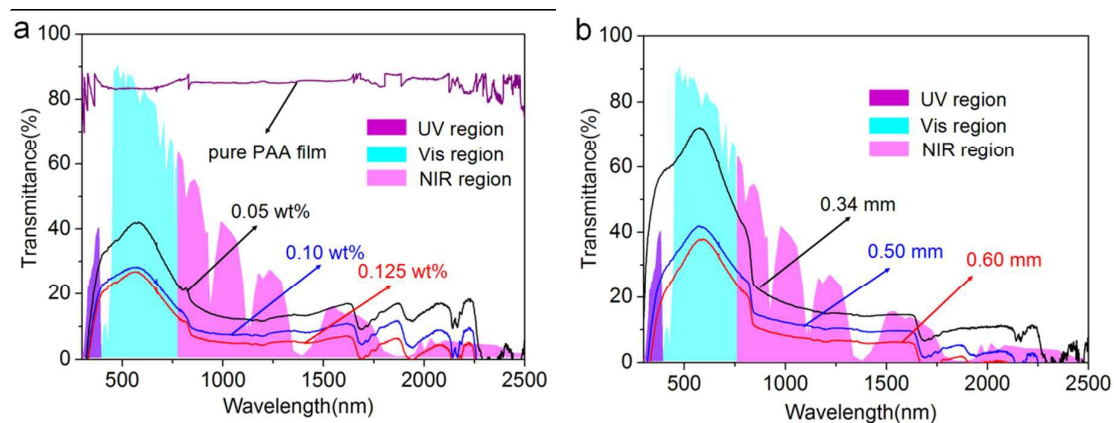 a
100
80
60
40
20
0
Transmittance(%)
pure PAA film
UV region
Vis region
NIR region
0.05 wt%
0.10 wt%
0.125 wt%
500 1000 1500 2000 2500
Wavelength(nm)
b
100
80
60
40
20
0
Transmittance(%)
UV region
Vis region
NIR region
0.34 mm
0.50 mm
0.60 mm
500 1000 1500 2000 2500
Wavelength(nm)